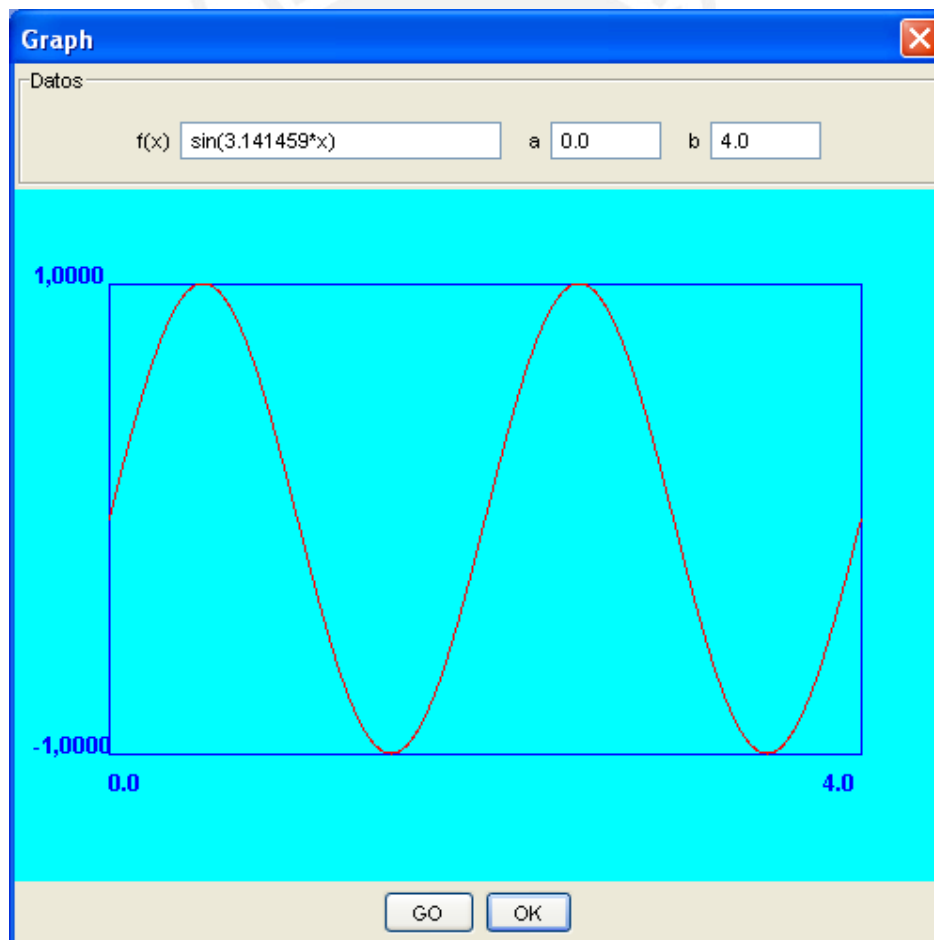 Graph
Datos
f(x) sin(3.141459*x) a 0.0 b 4.0
1,0000
-1,0000
0.0 4.0
GO OK